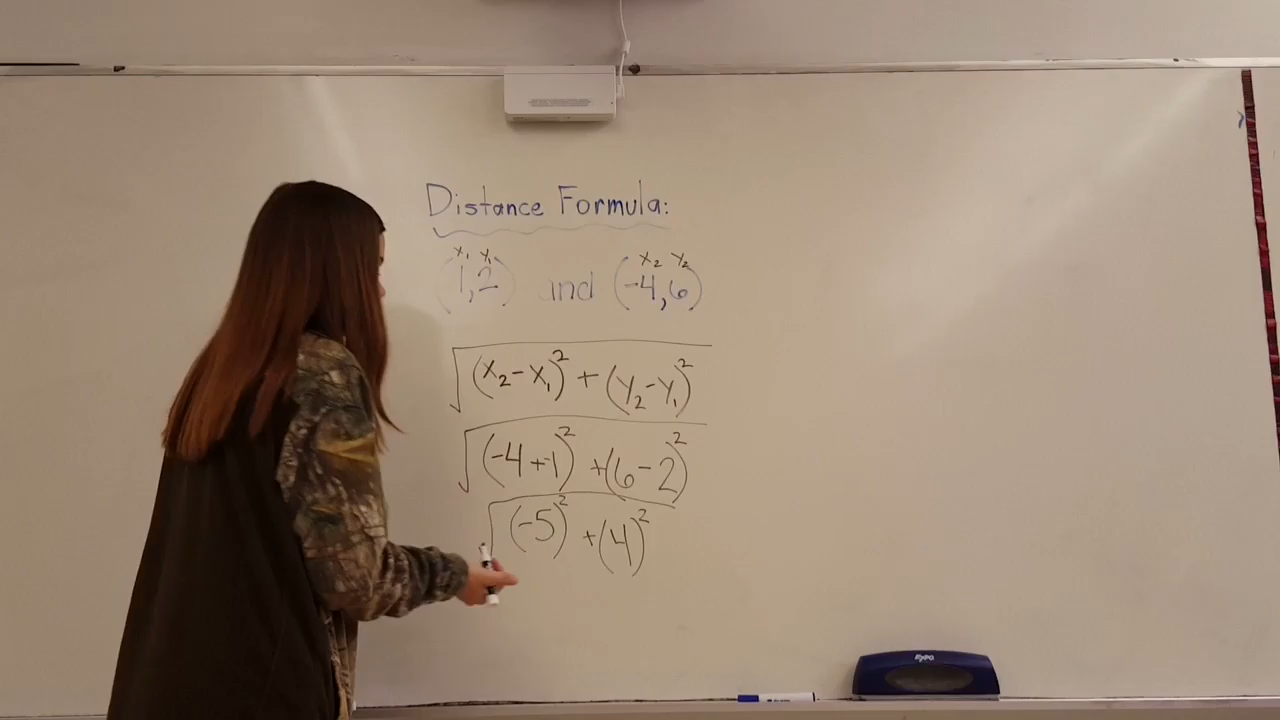 Distance Formula:
x₁ y₁ x₂ y₂
(1,2) and (-4,6)
√(x₂-x₁)² + (y₂-y₁)²
√(-4+-1)² +(6-2)²
√(-5)² +(4)²
EXPO